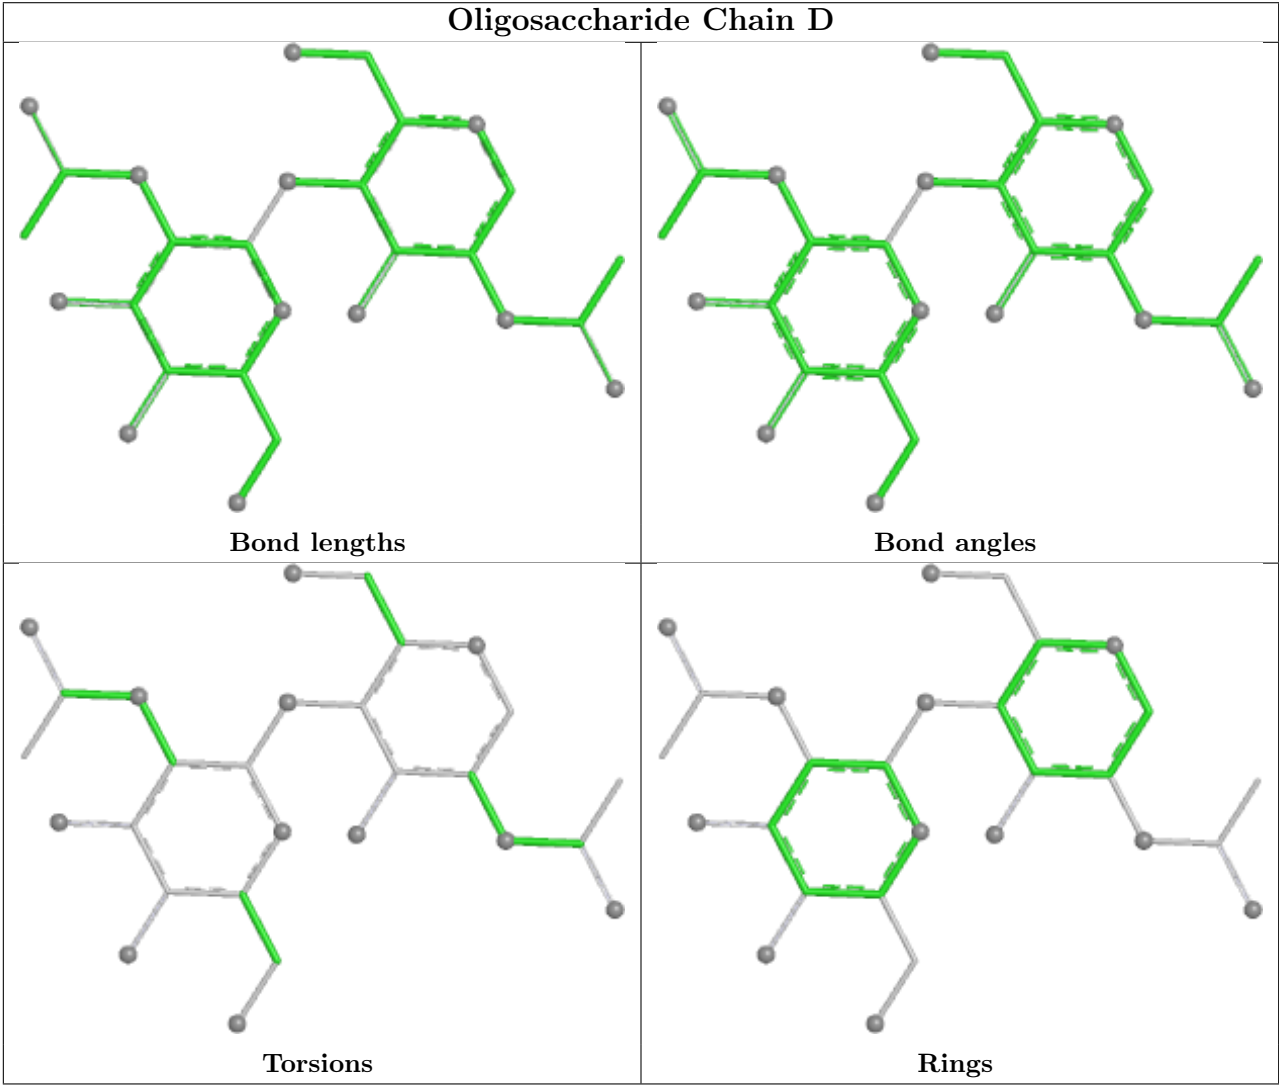 Oligosaccharide Chain D
Bond lengths
Bond angles
Torsions
Rings